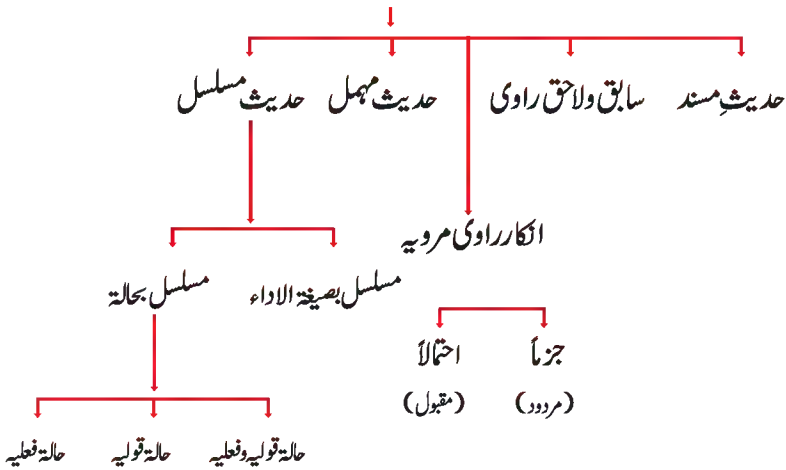 حدیثِ مسند سابق ولاحق راوی حدیث مہمل حدیث مسلسل
انکار راوی مرویہ
مسلسل بصیغۃ الاداء مسلسل بحالۃ
جزماً احتمالاً
(مردود) (مقبول)
حالۃ قولیہ وفعلیہ حالۃ قولیہ حالۃ فعلیہ